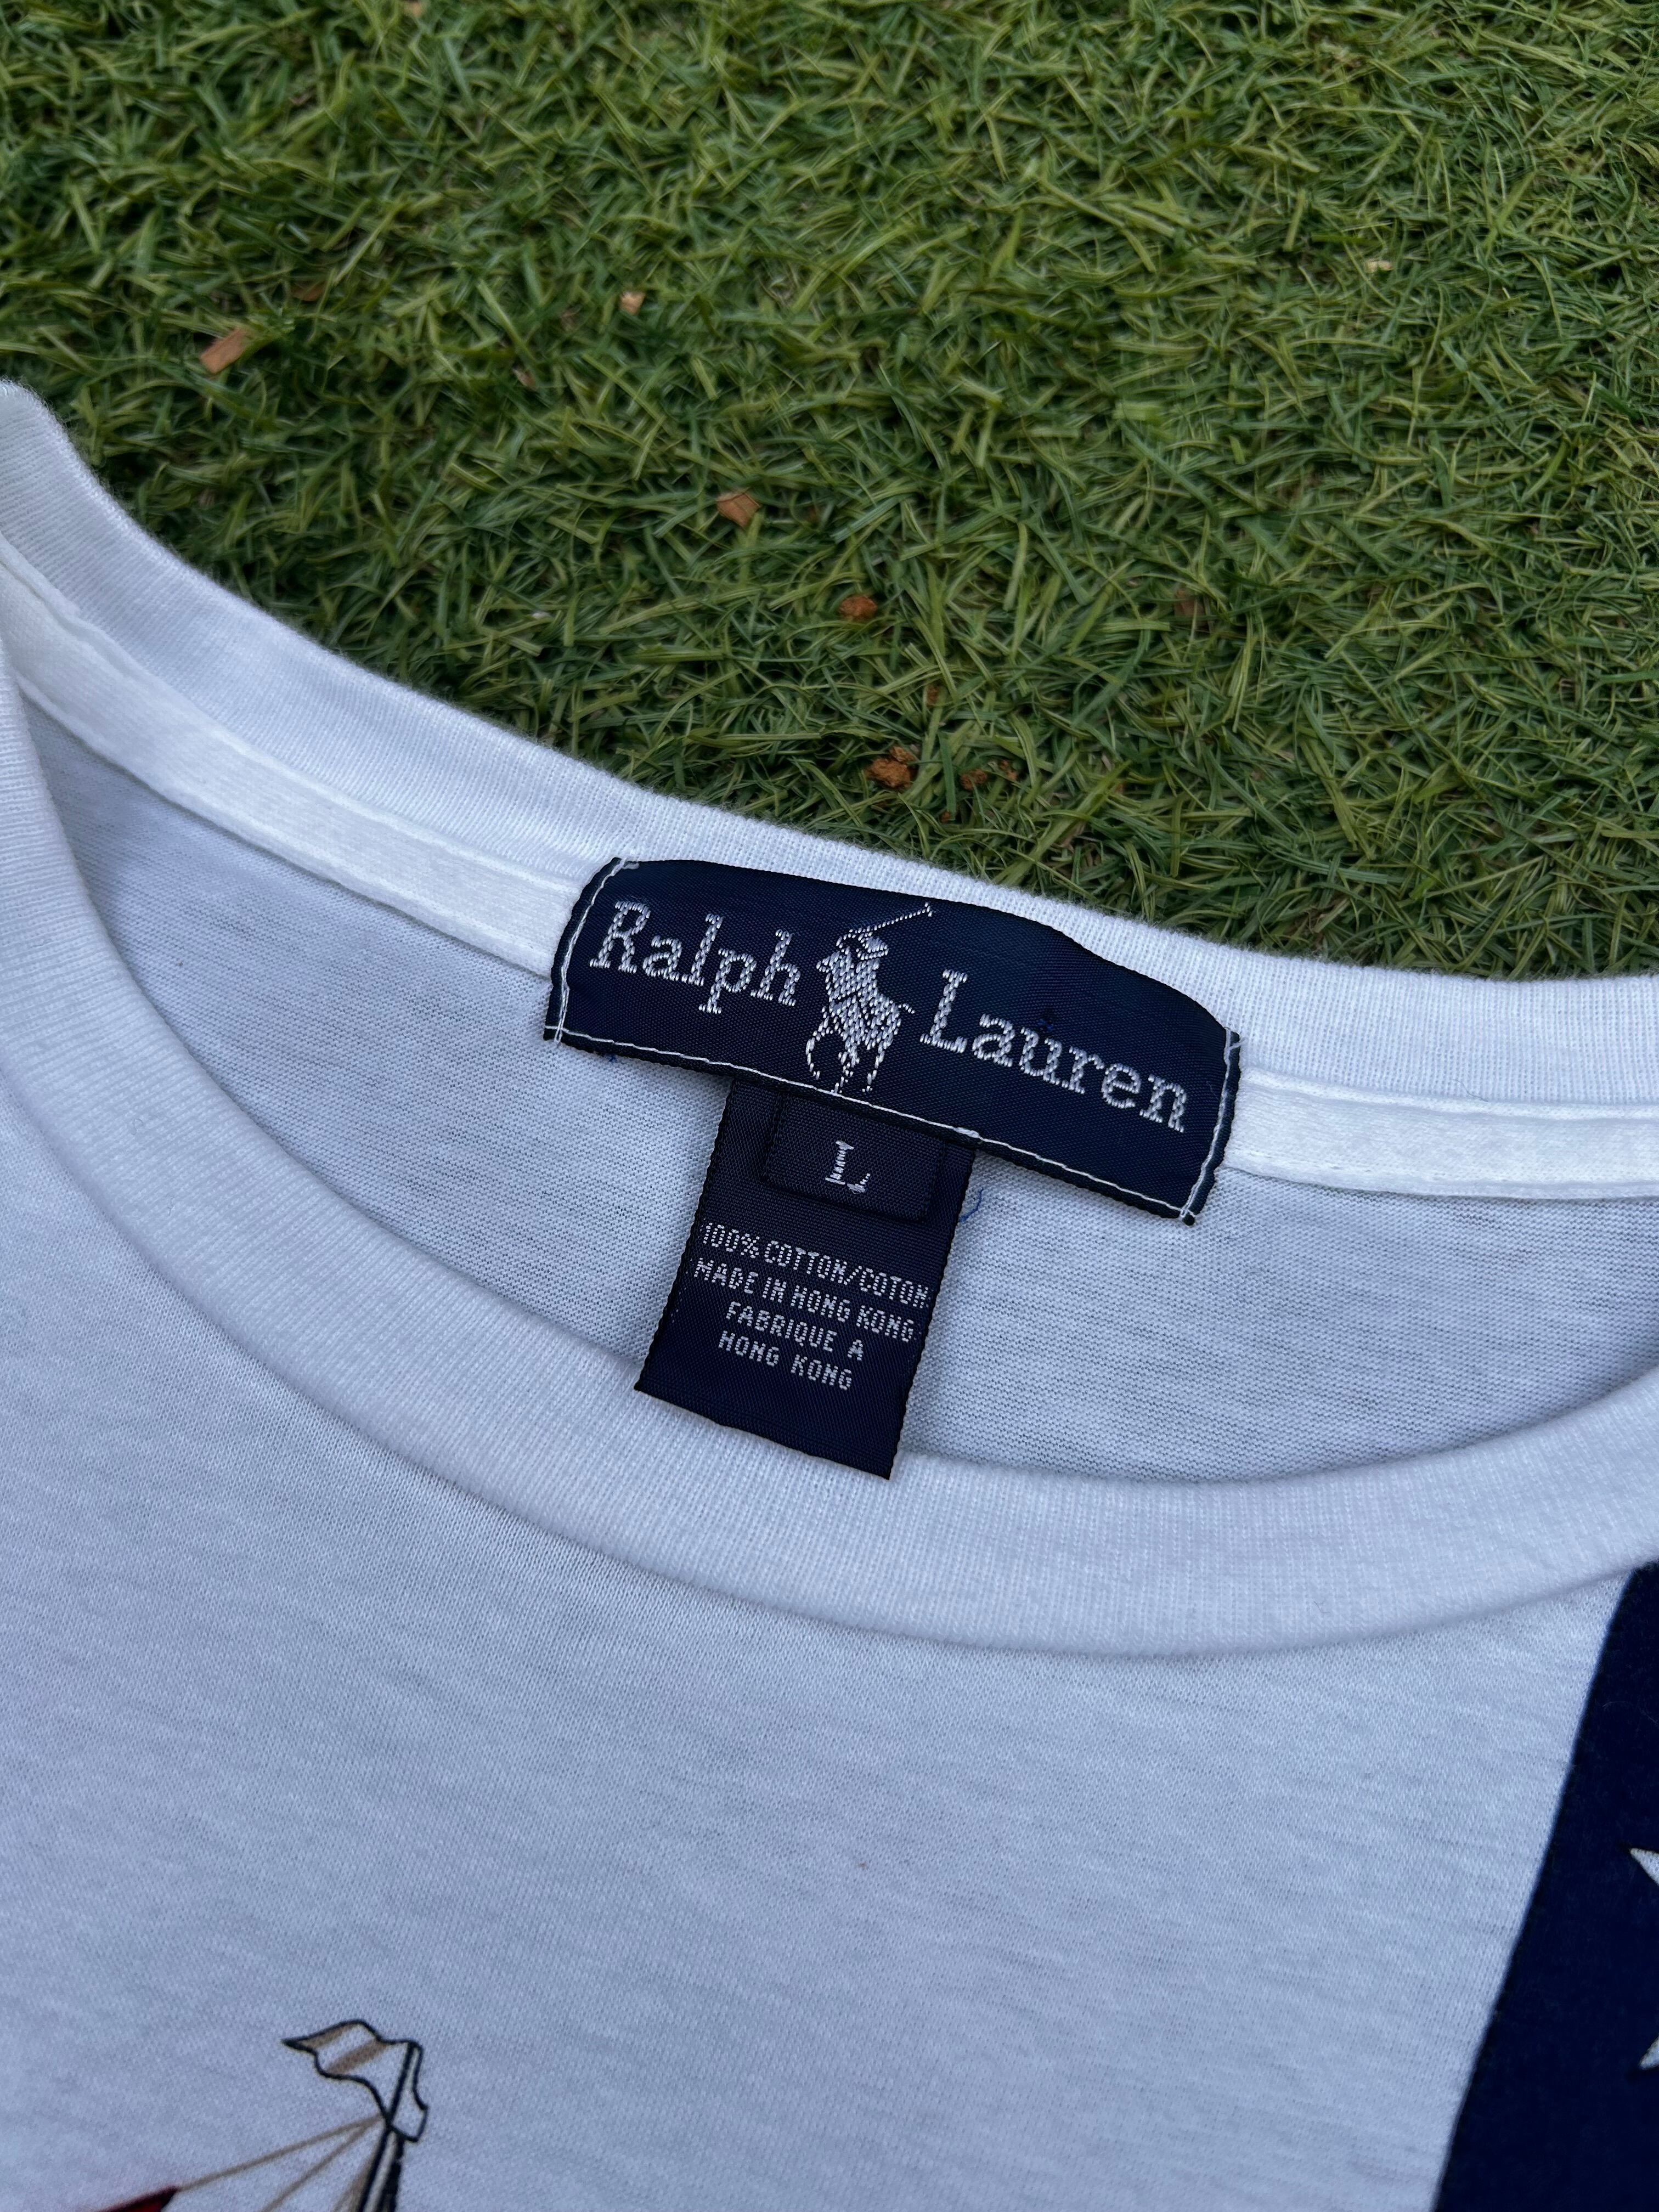 Ralph Lauren
L
100% COTTON/COTON
MADE IN HONG KONG
FABRIQUE A
HONG KONG